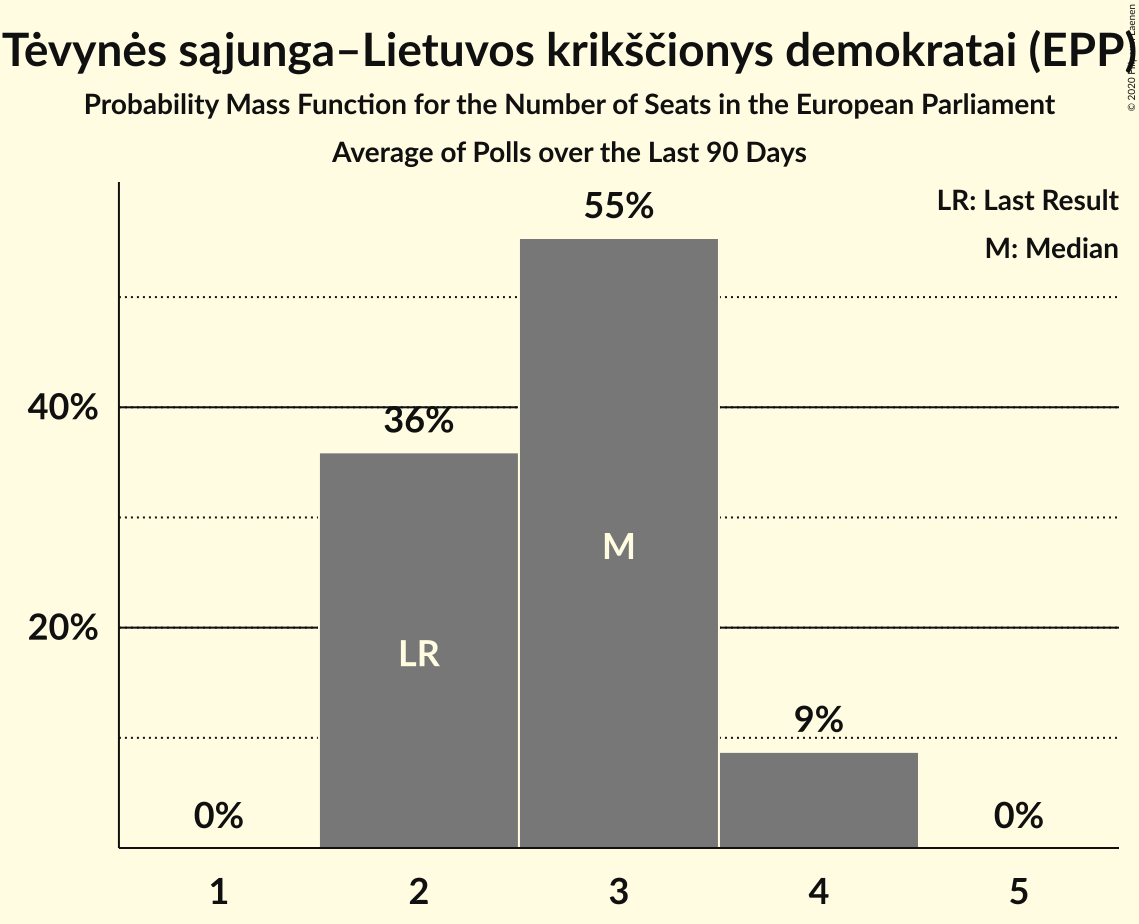 Tėvynės sąjunga–Lietuvos krikščionys demokratai (EPP)
Probability Mass Function for the Number of Seats in the European Parliament
Average of Polls over the Last 90 Days
© 2020 Laenen
LR: Last Result
M: Median
55%
40%
36%
M
20%
LR
9%
0%
0%
1 2 3 4 5